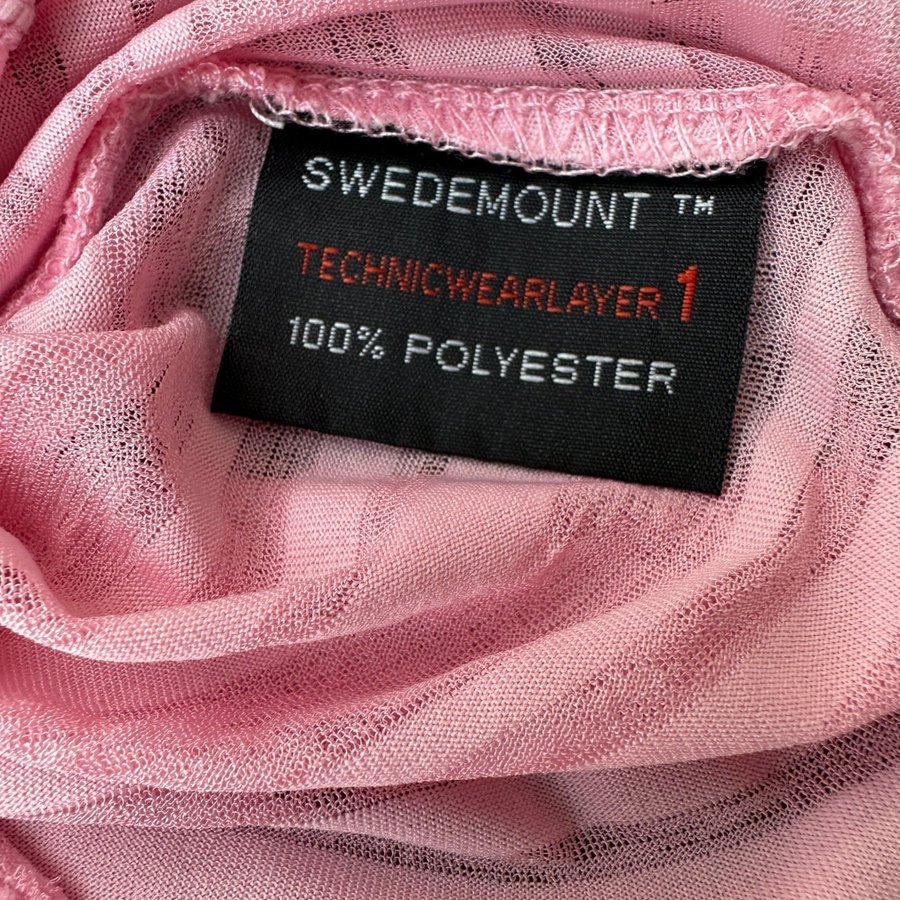 SWEDEMOUNT ™
TECHNICWEARLAYER 1
100% POLYESTER